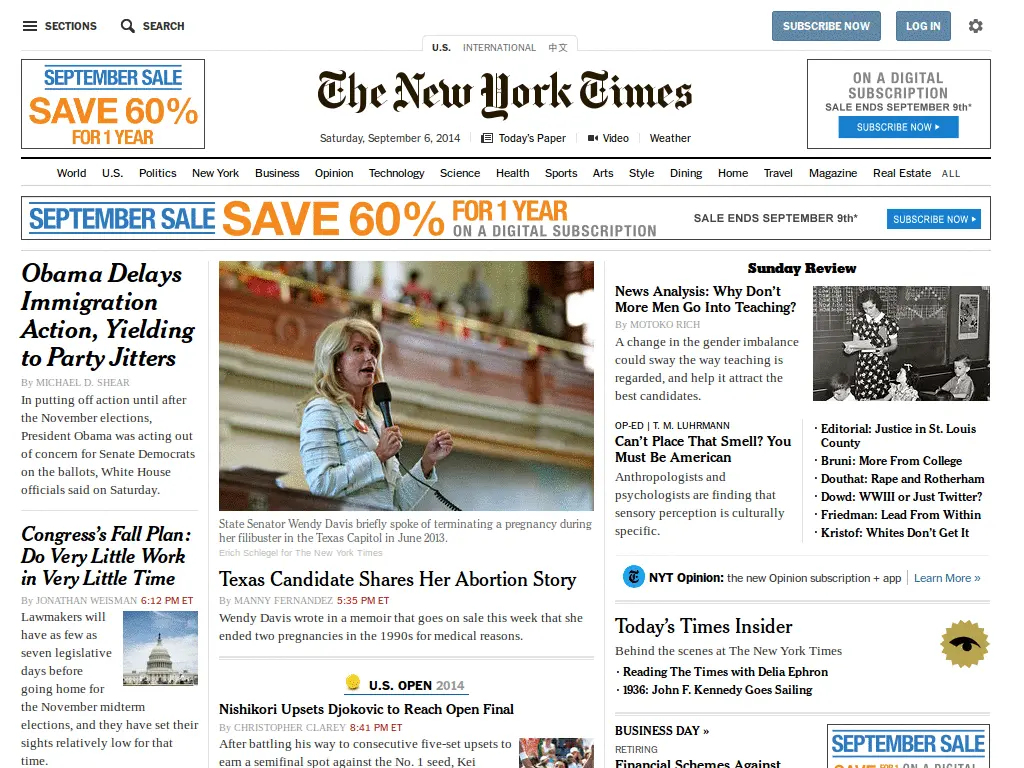 SECTIONS
SEARCH
SUBSCRIBE NOW
LOG IN
U.S.
INTERNATIONAL
中文
SEPTEMBER SALE
SAVE 60%
FOR 1 YEAR
The New York Times
ON A DIGITAL
SUBSCRIPTION
SALE ENDS SEPTEMBER 9th*
SUBSCRIBE NOW
Saturday, September 6, 2014
Today's Paper
Video
Weather
World U.S. Politics New York Business Opinion Technology Science Health Sports Arts Style Dining Home Travel Magazine Real Estate ALL
SEPTEMBER SALE SAVE 60% FOR 1 YEAR
ON A DIGITAL SUBSCRIPTION
SALE ENDS SEPTEMBER 9th*
SUBSCRIBE NOW
Obama Delays
Immigration
Action, Yielding
to Party Jitters
By MICHAEL D. SHEAR
In putting off action until after
the November elections,
President Obama was acting out
of concern for Senate Democrats
on the ballots, White House
officials said on Saturday.
Congress's Fall Plan:
Do Very Little Work
in Very Little Time
By JONATHAN WEISMAN 6:12 PM ET
Lawmakers will
have as few as
seven legislative
days before
going home for
the November midterm
elections, and they have set their
sights relatively low for that
time.
State Senator Wendy Davis briefly spoke of terminating a pregnancy during
her filibuster in the Texas Capitol in June 2013.
Erich Schlegel for The New York Times
Texas Candidate Shares Her Abortion Story
By MANNY FERNANDEZ 5:35 PM ET
Wendy Davis wrote in a memoir that goes on sale this week that she
ended two pregnancies in the 1990s for medical reasons.
U.S. OPEN 2014
Nishikori Upsets Djokovic to Reach Open Final
By CHRISTOPHER CLAREY 8:41 PM ET
After battling his way to consecutive five-set upsets to
earn a semifinal spot against the No. 1 seed, Kei
Sunday Review
News Analysis: Why Don't
More Men Go Into Teaching?
By MOTOKO RICH
A change in the gender imbalance
could sway the way teaching is
regarded, and help it attract the
best candidates.
OP-ED | T. M. LUHRMANN
Can't Place That Smell? You
Must Be American
Anthropologists and
psychologists are finding that
sensory perception is culturally
specific.
· Editorial: Justice in St. Louis
County
· Bruni: More From College
· Douthat: Rape and Rotherham
· Dowd: WWIII or Just Twitter?
· Friedman: Lead From Within
· Kristof: Whites Don't Get It
NYT Opinion: the new Opinion subscription + app | Learn More »
Today's Times Insider
Behind the scenes at The New York Times
· Reading The Times with Delia Ephron
· 1936: John F. Kennedy Goes Sailing
BUSINESS DAY »
RETIRING
Financial Schemes Against
SEPTEMBER SALE
SAVE 60% FOR 1 ON A DIGITAL